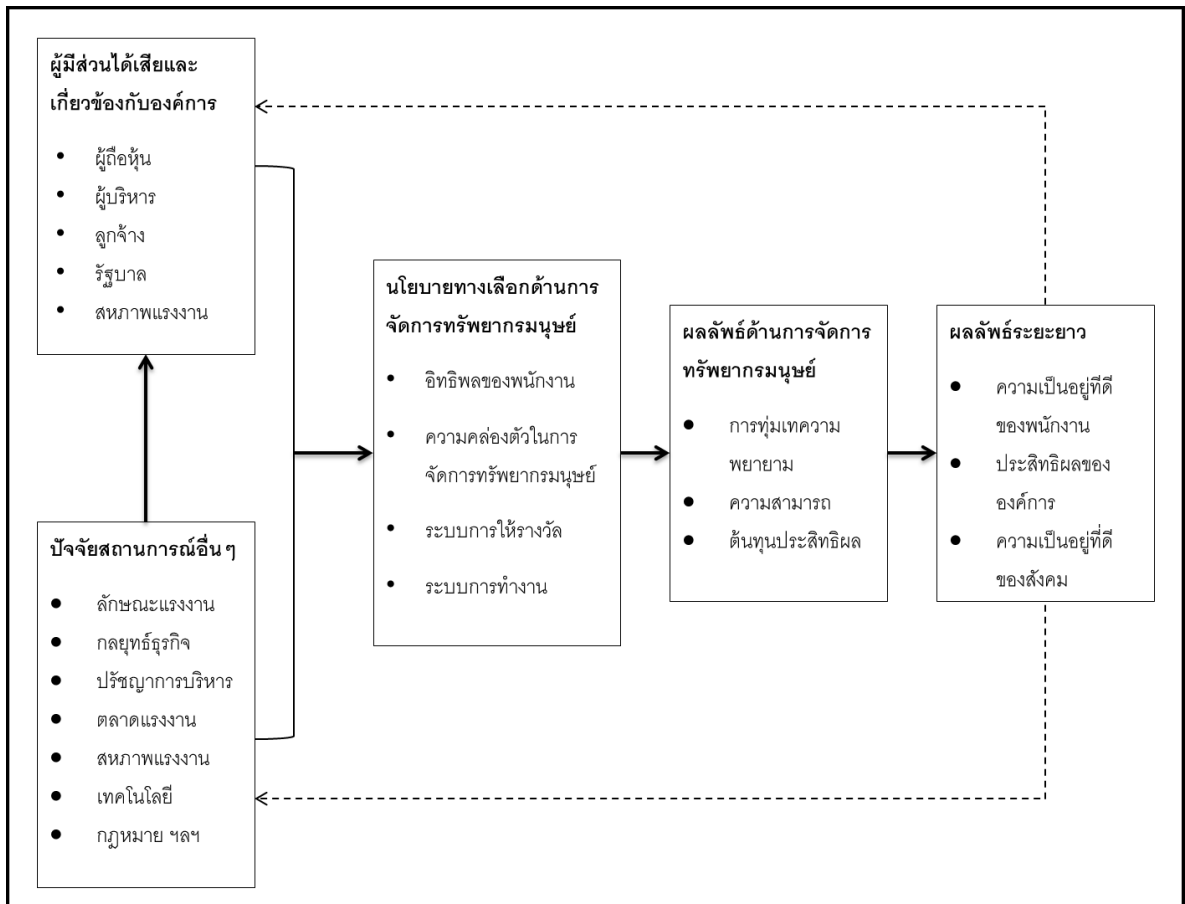 ผู้มีส่วนได้เสียและ
เกี่ยวข้องกับองค์การ
• ผู้ถือหุ้น
• ผู้บริหาร
• ลูกจ้าง
• รัฐบาล
• สหภาพแรงงาน
ปัจจัยสถานการณ์อื่นๆ
● ลักษณะแรงงาน
● กลยุทธ์ธุรกิจ
● ปรัชญาการบริหาร
● ตลาดแรงงาน
● สหภาพแรงงาน
● เทคโนโลยี
● กฎหมาย ฯลฯ
นโยบายทางเลือกด้านการ
จัดการทรัพยากรมนุษย์
• อิทธิพลของพนักงาน
• ความคล่องตัวในการ
จัดการทรัพยากรมนุษย์
• ระบบการให้รางวัล
• ระบบการทำงาน
ผลลัพธ์ด้านการจัดการ
ทรัพยากรมนุษย์
● การทุ่มเทความ
พยายาม
● ความสามารถ
● ต้นทุนประสิทธิผล
ผลลัพธ์ระยะยาว
● ความเป็นอยู่ที่ดี
ของพนักงาน
● ประสิทธิผลของ
องค์การ
● ความเป็นอยู่ที่ดี
ของสังคม